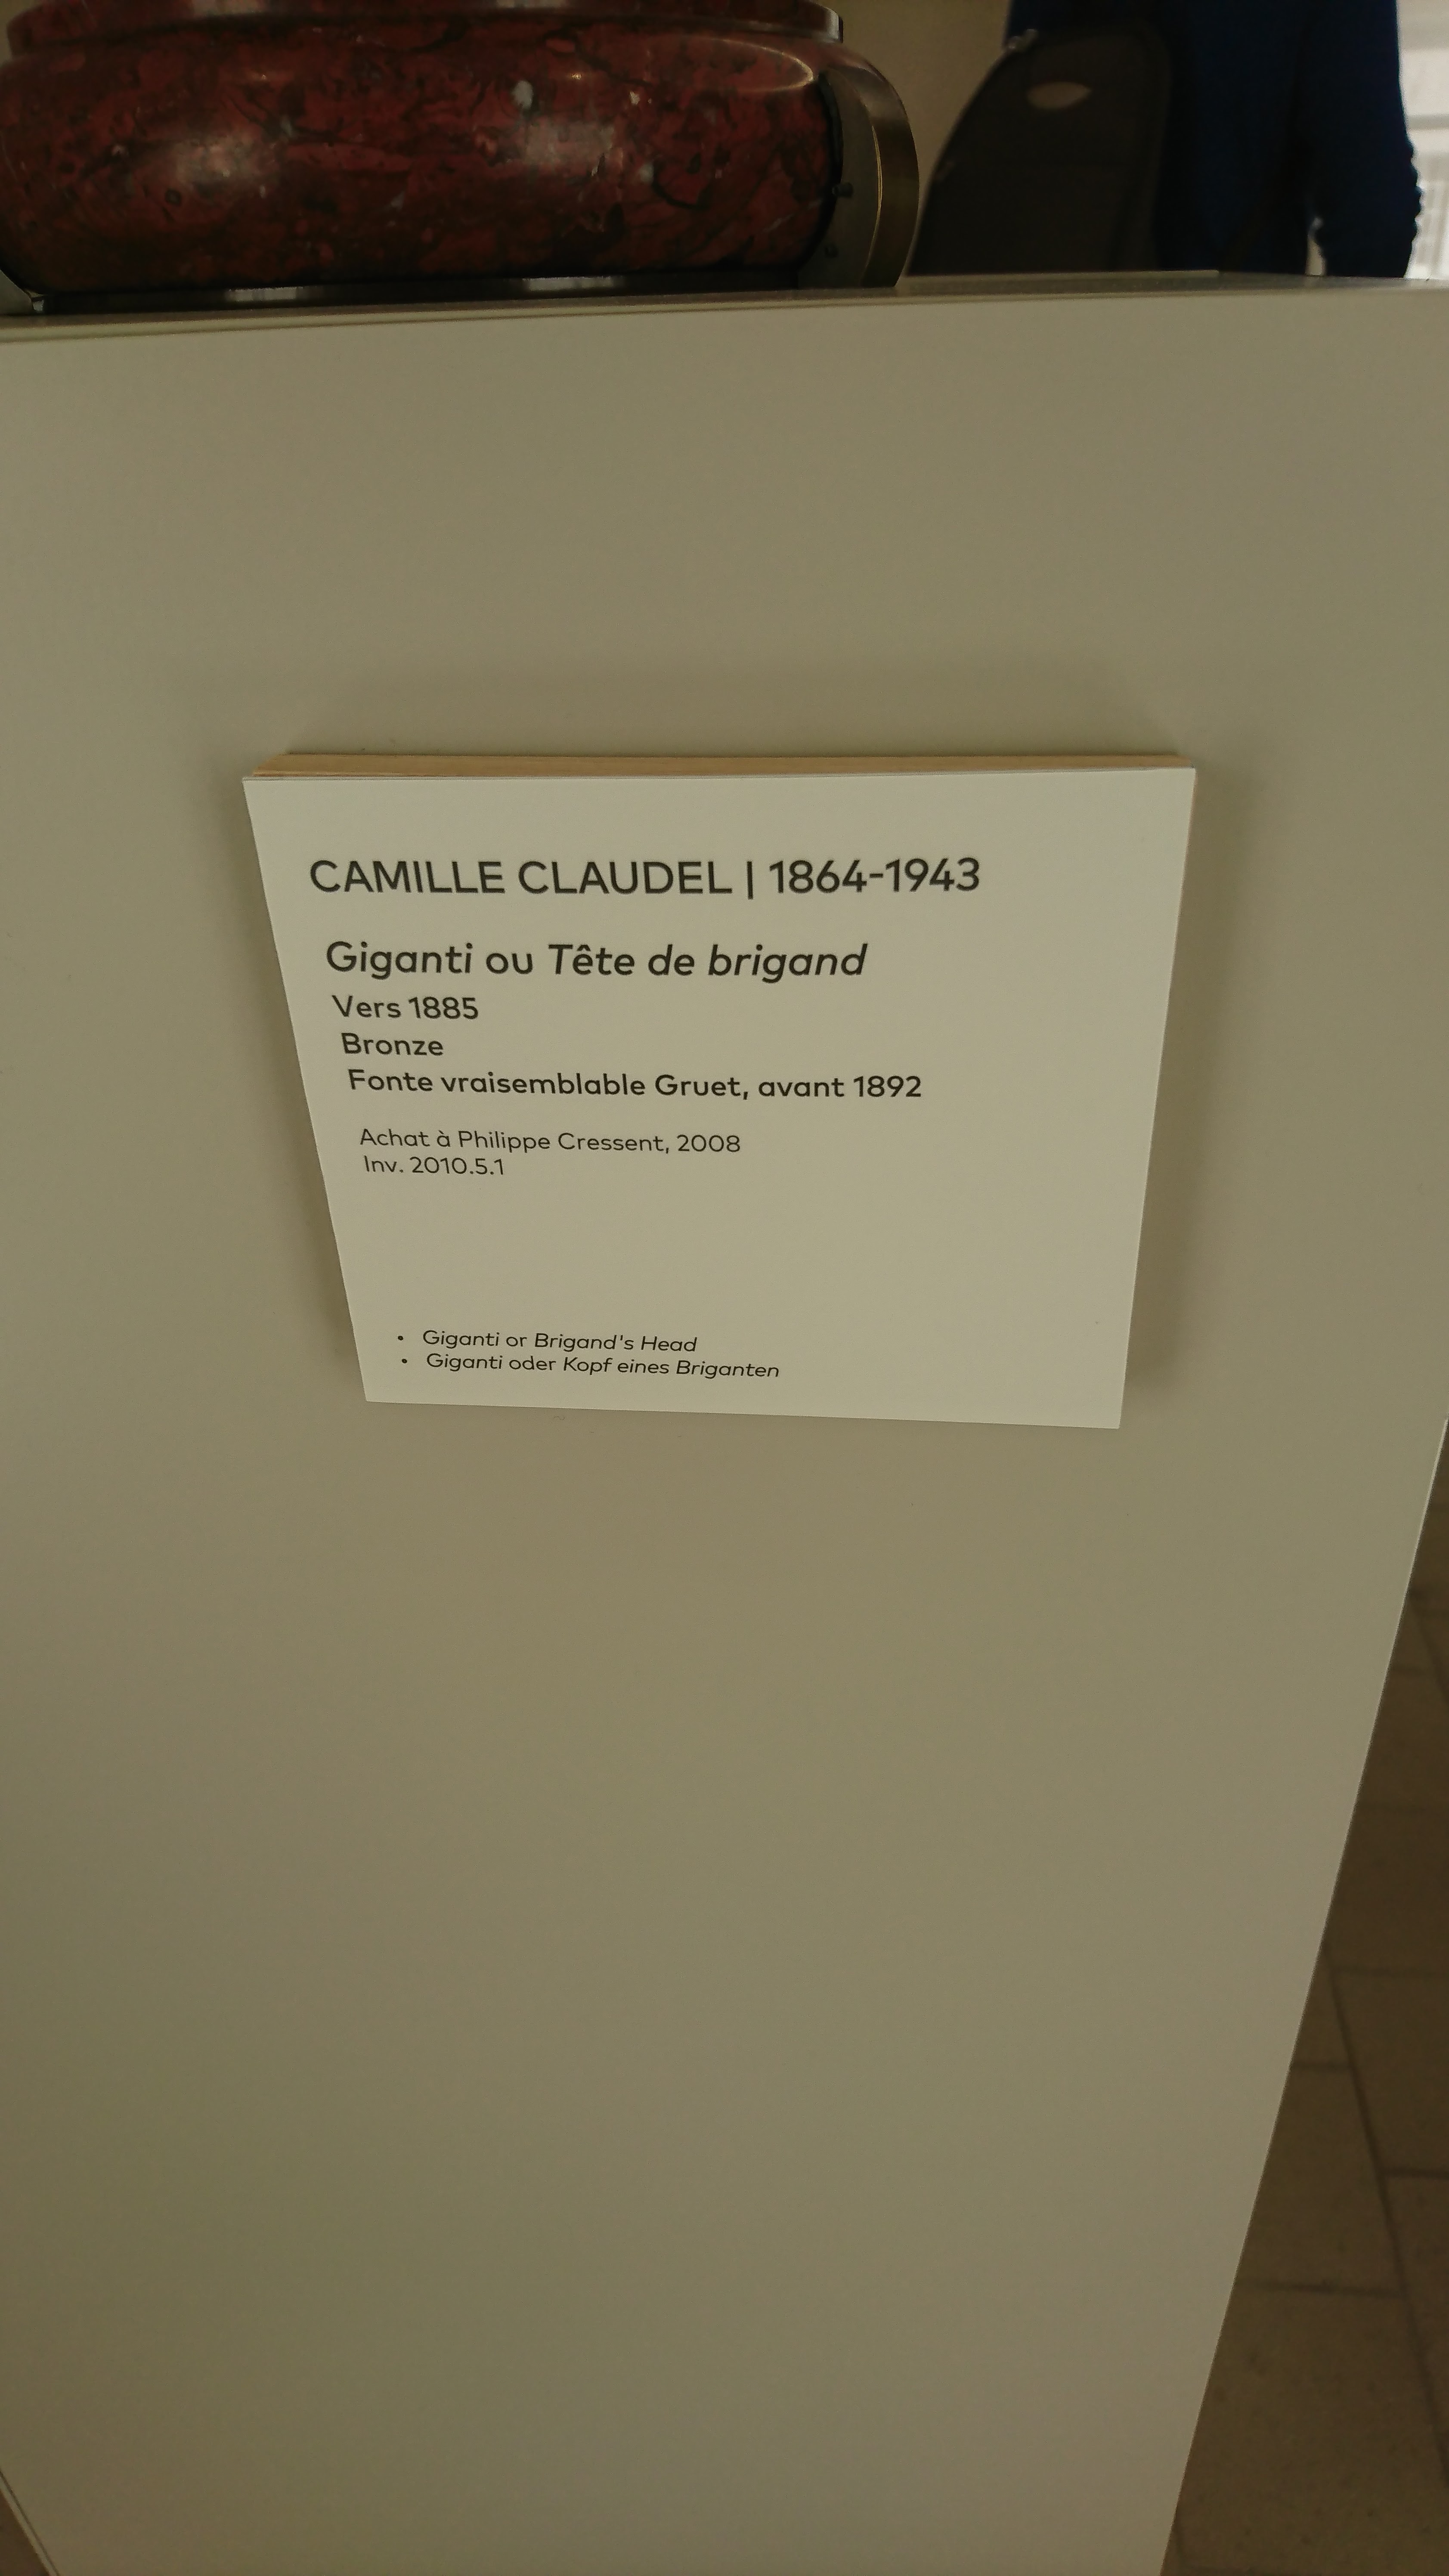 CAMILLE CLAUDEL | 1864-1943
Giganti ou Tête de brigand
Vers 1885
Bronze
Fonte vraisemblable Gruet, avant 1892
Achat à Philippe Cressent, 2008
Inv. 2010.5.1
• Giganti or Brigand's Head
• Giganti oder Kopf eines Briganten